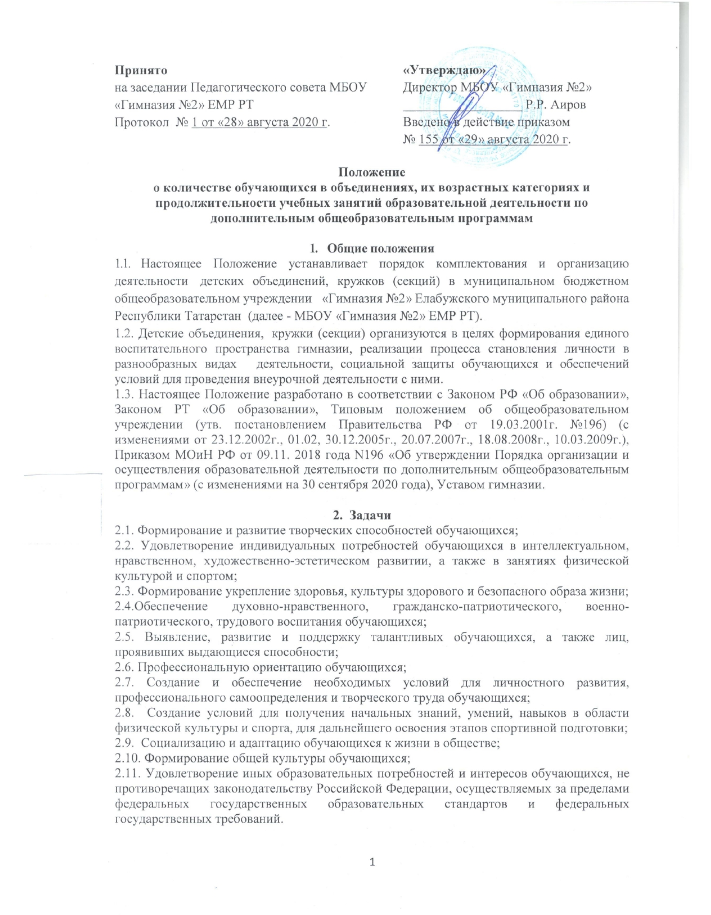 Принято
на заседании Педагогического совета МБОУ
«Гимназия №2» ЕМР РТ
Протокол № 1 от «28» августа 2020 г.
«Утверждаю»
Директор МБОУ «Гимназия №2»
__________________ Р.Р. Аиров
Введено в действие приказом
№ 155 от «29» августа 2020 г.
Положение
о количестве обучающихся в объединениях, их возрастных категориях и
продолжительности учебных занятий образовательной деятельности по
дополнительным общеобразовательным программам
1. Общие положения
1.1. Настоящее Положение устанавливает порядок комплектования и организацию
деятельности детских объединений, кружков (секций) в муниципальном бюджетном
общеобразовательном учреждении «Гимназия №2» Елабужского муниципального района
Республики Татарстан (далее - МБОУ «Гимназия №2» ЕМР РТ).
1.2. Детские объединения, кружки (секции) организуются в целях формирования единого
воспитательного пространства гимназии, реализации процесса становления личности в
разнообразных видах деятельности, социальной защиты обучающихся и обеспечений
условий для проведения внеурочной деятельности с ними.
1.3. Настоящее Положение разработано в соответствии с Законом РФ «Об образовании»,
Законом РТ «Об образовании», Типовым положением об общеобразовательном
учреждении (утв. постановлением Правительства РФ от 19.03.2001г. №196) (с
изменениями от 23.12.2002г., 01.02, 30.12.2005г., 20.07.2007г., 18.08.2008г., 10.03.2009г.),
Приказом МОиН РФ от 09.11. 2018 года N196 «Об утверждении Порядка организации и
осуществления образовательной деятельности по дополнительным общеобразовательным
программам» (с изменениями на 30 сентября 2020 года), Уставом гимназии.
2. Задачи
2.1. Формирование и развитие творческих способностей обучающихся;
2.2. Удовлетворение индивидуальных потребностей обучающихся в интеллектуальном,
нравственном, художественно-эстетическом развитии, а также в занятиях физической
культурой и спортом;
2.3. Формирование укрепление здоровья, культуры здорового и безопасного образа жизни;
2.4.Обеспечение духовно-нравственного, гражданско-патриотического, военно-
патриотического, трудового воспитания обучающихся;
2.5. Выявление, развитие и поддержку талантливых обучающихся, а также лиц,
проявивших выдающиеся способности;
2.6. Профессиональную ориентацию обучающихся;
2.7. Создание и обеспечение необходимых условий для личностного развития,
профессионального самоопределения и творческого труда обучающихся;
2.8. Создание условий для получения начальных знаний, умений, навыков в области
физической культуры и спорта, для дальнейшего освоения этапов спортивной подготовки;
2.9. Социализацию и адаптацию обучающихся к жизни в обществе;
2.10. Формирование общей культуры обучающихся;
2.11. Удовлетворение иных образовательных потребностей и интересов обучающихся, не
противоречащих законодательству Российской Федерации, осуществляемых за пределами
федеральных государственных образовательных стандартов и федеральных
государственных требований.
1